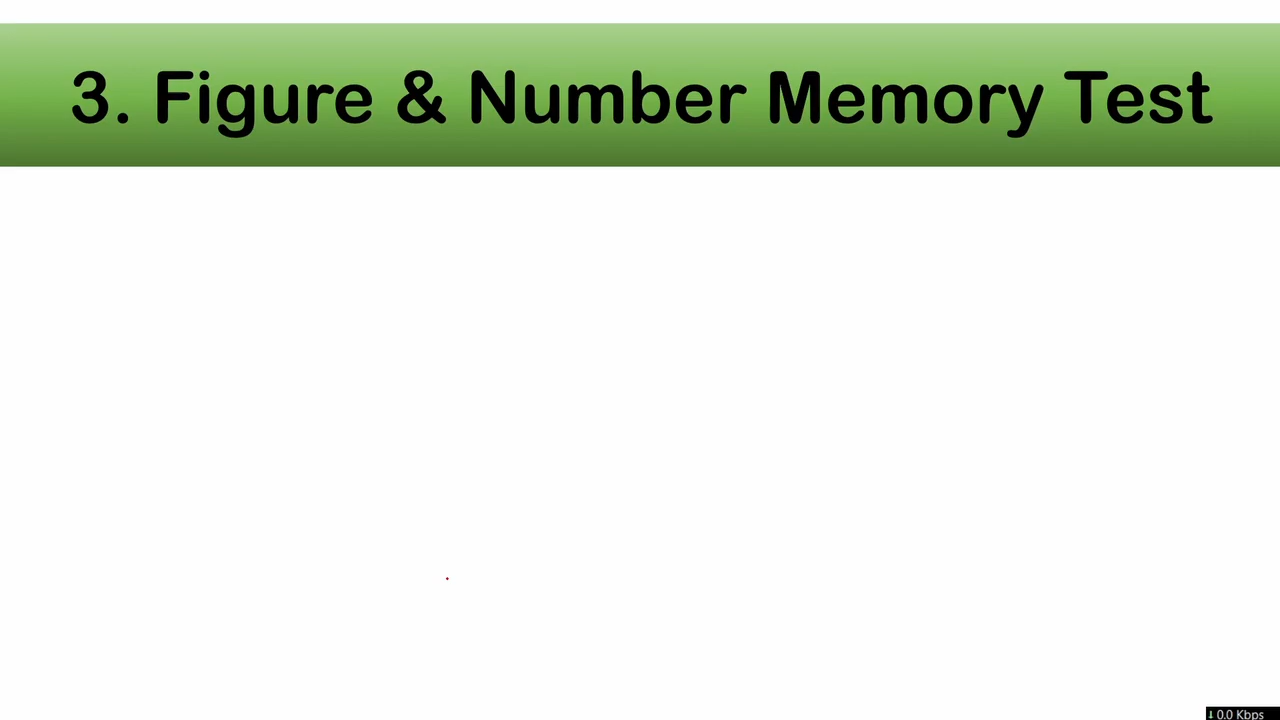 3. Figure & Number Memory Test
↓ 0.0 Kbps